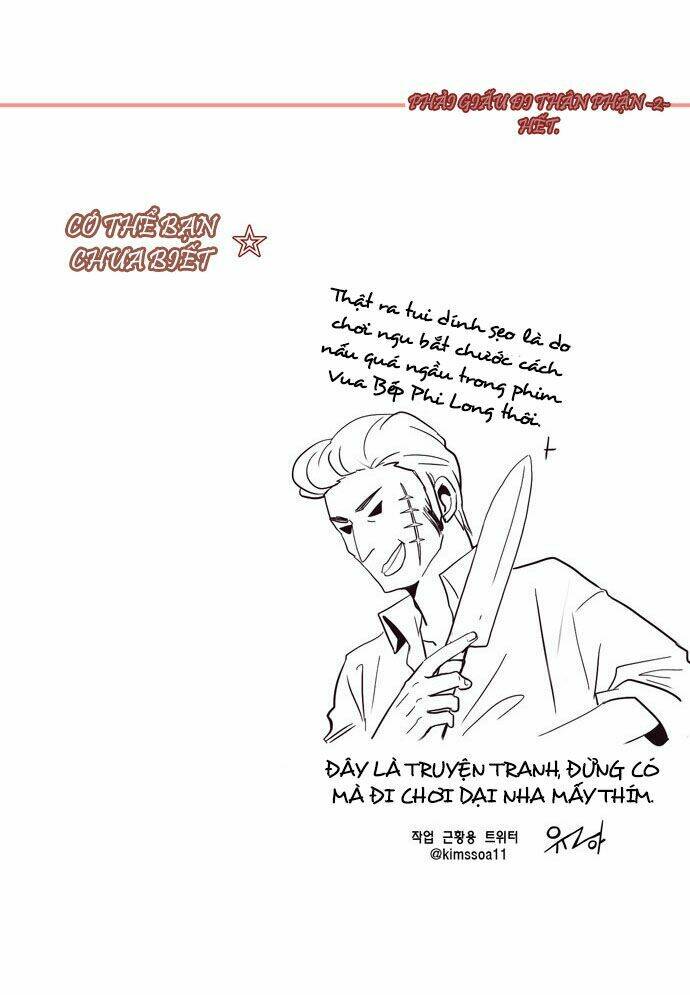 PHẢI GIẤU DI THÂN PHẬN -2-
HẾT.
CÓ THỂ BẠN
CHƯA BIẾT
Thật ra tui dính sẹo là do
chơi ngu bắt chước cách
nấu quá ngầu trong phim
Vua Bếp Phi Long thôi.
ĐÂY LÀ TRUYỆN TRANH, ĐỪNG CÓ
MÀ ĐI CHƠI DẠI NHA MẤY THÍM.
작업 근황용 트위터
@kimssoa11